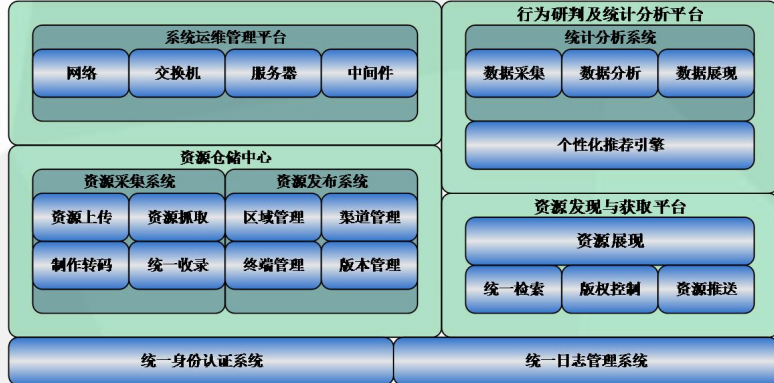 系统运维管理平台
网络 交换机 服务器 中间件
行为研判及统计分析平台
统计分析系统
数据采集 数据分析 数据展现
个性化推荐引擎
资源仓储中心
资源采集系统 资源发布系统
资源上传 资源抓取 区域管理 渠道管理
制作转码 统一收录 终端管理 版本管理
资源发现与获取平台
资源展现
统一检索 版权控制 资源推送
统一身份认证系统 统一日志管理系统